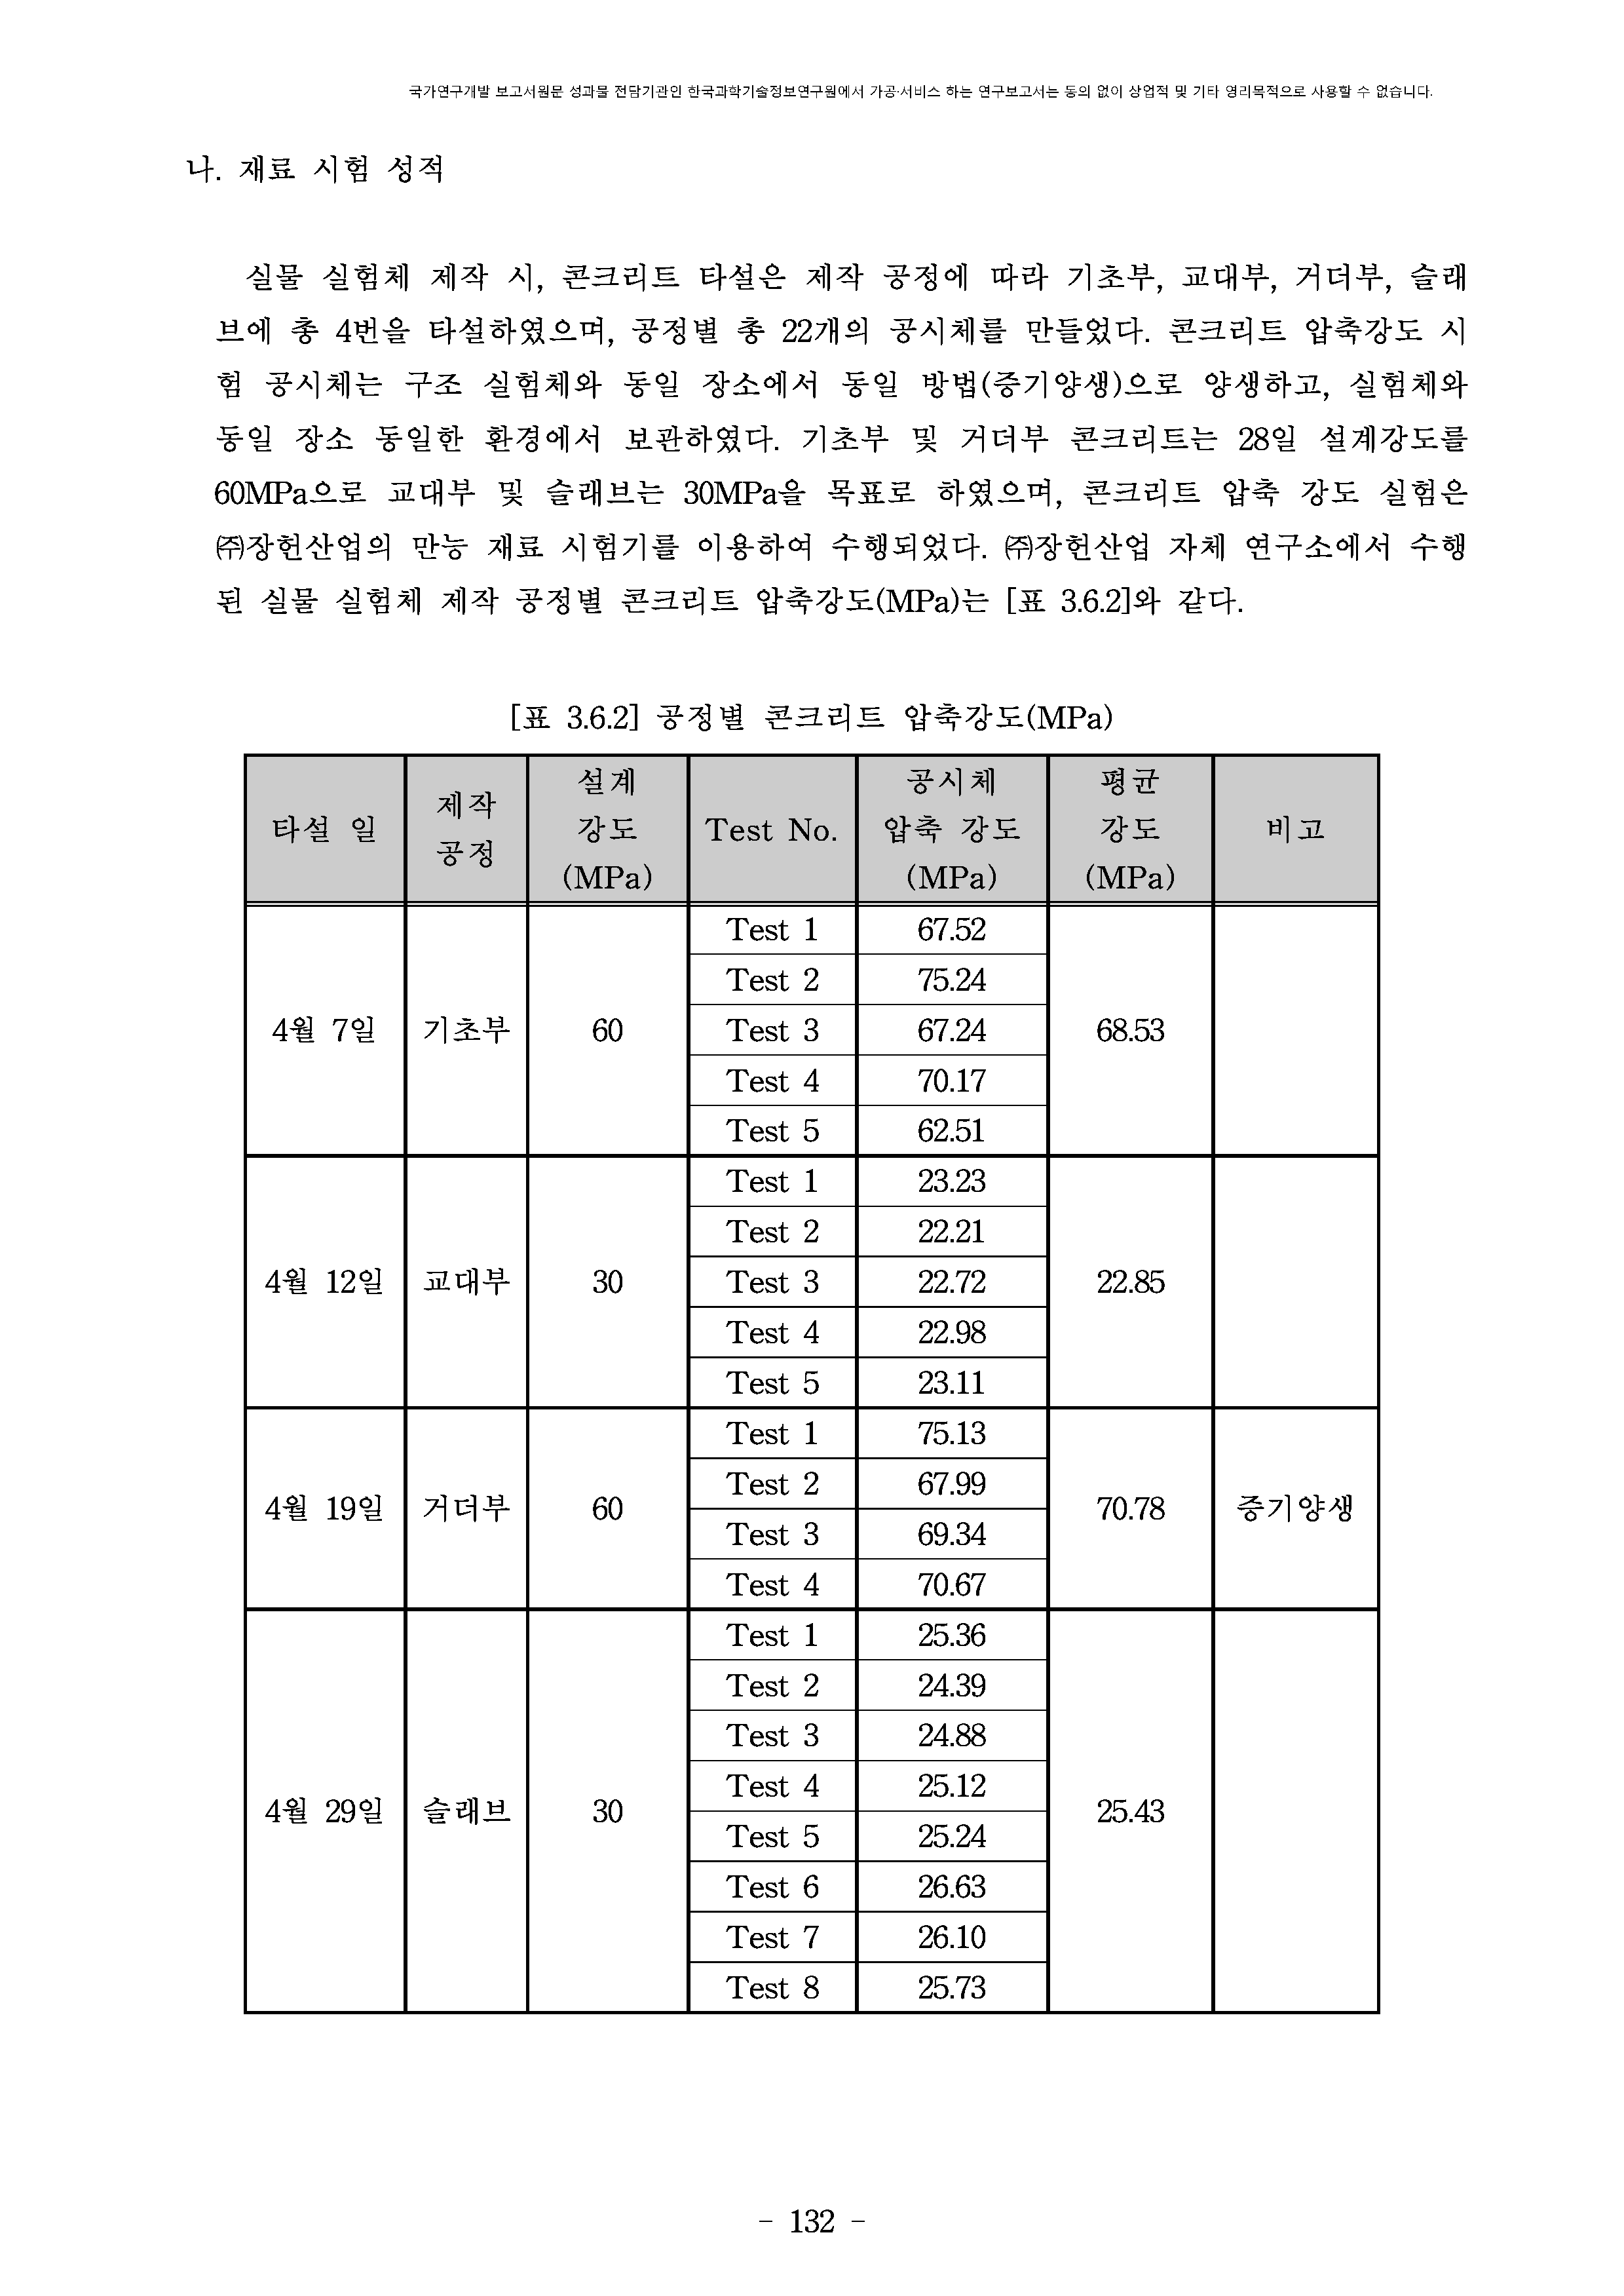 국가연구개발 보고서원문 성과물 전담기관인 한국과학기술정보연구원에서 가공·서비스 하는 연구보고서는 동의 없이 상업적 및 기타 영리목적으로 사용할 수 없습니다.
나. 재료 시험 성적
실물 실험체 제작 시, 콘크리트 타설은 제작 공정에 따라 기초부, 교대부, 거더부, 슬래
브에 총 4번을 타설하였으며, 공정별 총 22개의 공시체를 만들었다. 콘크리트 압축강도 시
험 공시체는 구조 실험체와 동일 장소에서 동일 방법(증기양생)으로 양생하고, 실험체와
동일 장소 동일한 환경에서 보관하였다. 기초부 및 거더부 콘크리트는 28일 설계강도를
60MPa으로 교대부 및 슬래브는 30MPa을 목표로 하였으며, 콘크리트 압축 강도 실험은
㈜장헌산업의 만능 재료 시험기를 이용하여 수행되었다. ㈜장헌산업 자체 연구소에서 수행
된 실물 실험체 제작 공정별 콘크리트 압축강도(MPa)는 [표 3.6.2]와 같다.
[표 3.6.2] 공정별 콘크리트 압축강도(MPa)
타설 일 제작 공정 설계 강도 (MPa) Test No. 공시체 압축 강도 (MPa) 평균 강도 (MPa) 비고
4월 7일 기초부 60 Test 1 67.52 68.53
Test 2 75.24
Test 3 67.24
Test 4 70.17
Test 5 62.51
4월 12일 교대부 30 Test 1 23.23 22.85
Test 2 22.21
Test 3 22.72
Test 4 22.98
Test 5 23.11
4월 19일 거더부 60 Test 1 75.13 70.78 증기양생
Test 2 67.99
Test 3 69.34
Test 4 70.67
4월 29일 슬래브 30 Test 1 25.36 25.43
Test 2 24.39
Test 3 24.88
Test 4 25.12
Test 5 25.24
Test 6 26.63
Test 7 26.10
Test 8 25.73
- 132 -